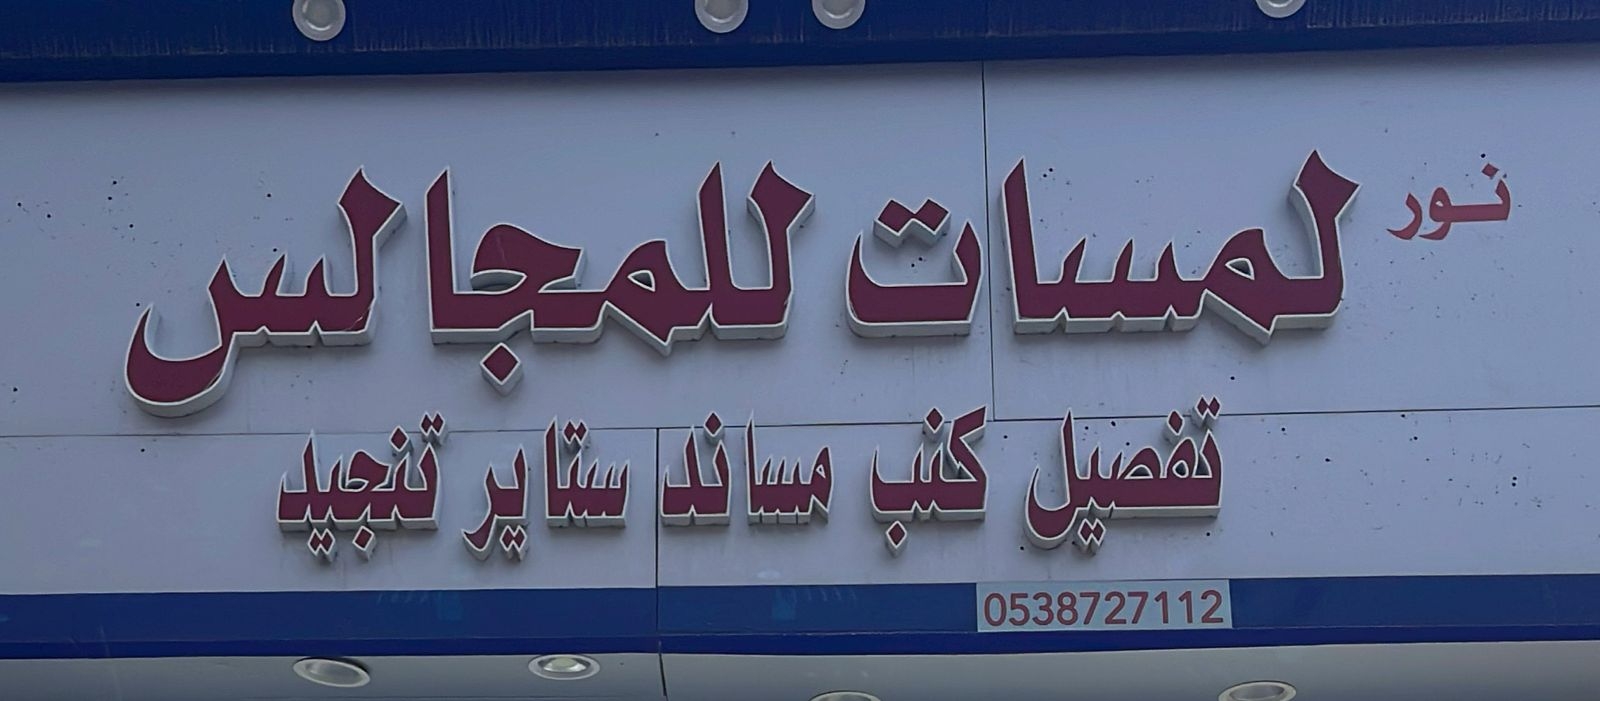 نور لمسات للمجالس
تفصيل كنب مساند ستاير تنجيد
0538727112